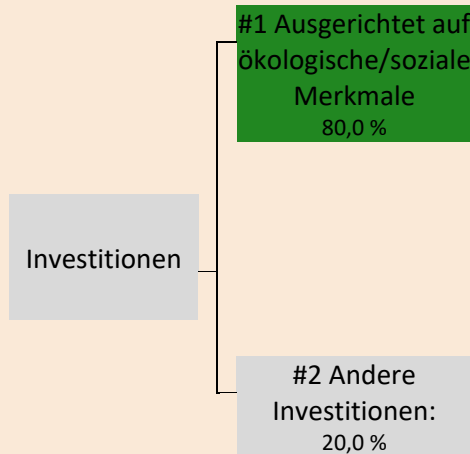 #1 Ausgerichtet auf
ökologische/soziale
Merkmale
80,0 %
Investitionen
#2 Andere
Investitionen:
20,0 %